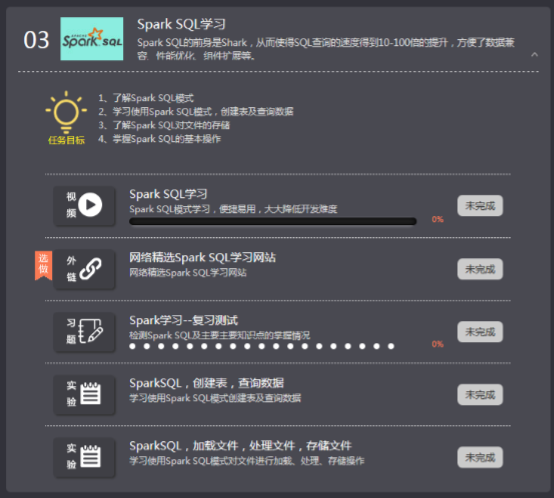 03
Spark SQL
Spark SQL学习
Spark SQL的前身是Shark，从而使得SQL查询的速度得到10-100倍的提升，方便了数据兼
容、性能优化、组件扩展等。
任务目标
1、了解Spark SQL模式
2、学习使用Spark SQL模式，创建表及查询数据
3、了解Spark SQL对文件的存储
4、掌握Spark SQL的基本操作
视
频
Spark SQL学习
Spark SQL模式学习，便捷易用，大大降低开发难度
0%
未完成
选
做
外
链
网络精选Spark SQL学习网站
网络精选Spark SQL学习网站
未完成
习
题
Spark学习--复习测试
检测Spark SQL及主要主要知识点的掌握情况
0%
未完成
实
验
SparkSQL，创建表，查询数据
学习使用Spark SQL模式创建表及查询数据
未完成
实
验
SparkSQL，加载文件，处理文件，存储文件
学习使用Spark SQL模式对文件进行加载、处理、存储操作
未完成